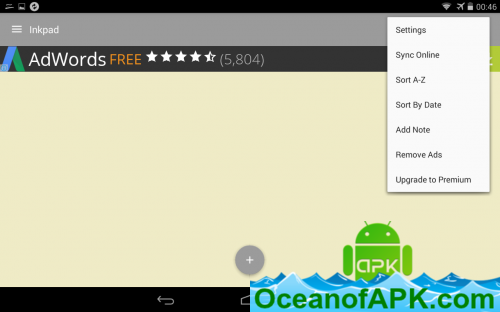 00:46
Inkpad
AdWords FREE (5,804)
Settings
Sync Online
Sort A-Z
Sort By Date
Add Note
Remove Ads
Upgrade to Premium
+
APK
OceanofAPK.com